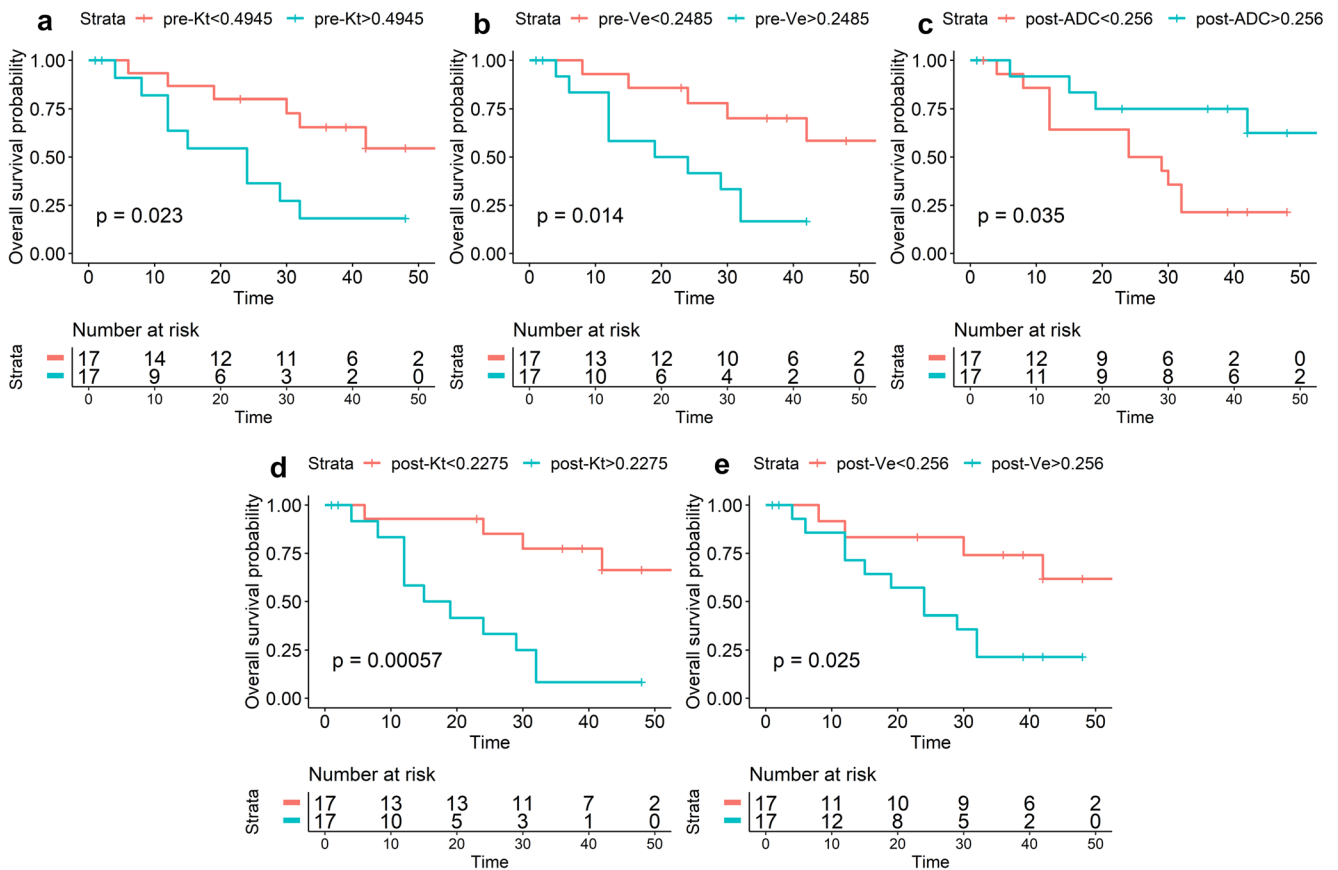 a
Strata pre-Kt<0.4945 pre-Kt>0.4945
Overall survival probability
1.00
0.75
0.50
0.25
0.00
p = 0.023
0 10 20 30 40 50
Time
Number at risk
Strata
17 14 12 11 6 2
17 9 6 3 2 0
0 10 20 30 40 50
Time
b
Strata pre-Ve<0.2485 pre-Ve>0.2485
Overall survival probability
1.00
0.75
0.50
0.25
0.00
p = 0.014
0 10 20 30 40 50
Time
Number at risk
Strata
17 13 12 10 6 2
17 10 6 4 2 0
0 10 20 30 40 50
Time
c
Strata post-ADC<0.256 post-ADC>0.256
Overall survival probability
1.00
0.75
0.50
0.25
0.00
p = 0.035
0 10 20 30 40 50
Time
Number at risk
Strata
17 12 9 6 2 0
17 11 9 8 6 2
0 10 20 30 40 50
Time
d
Strata post-Kt<0.2275 post-Kt>0.2275
Overall survival probability
1.00
0.75
0.50
0.25
0.00
p = 0.00057
0 10 20 30 40 50
Time
Number at risk
Strata
17 13 13 11 7 2
17 10 5 3 1 0
0 10 20 30 40 50
Time
e
Strata post-Ve<0.256 post-Ve>0.256
Overall survival probability
1.00
0.75
0.50
0.25
0.00
p = 0.025
0 10 20 30 40 50
Time
Number at risk
Strata
17 11 10 9 6 2
17 12 8 5 2 0
0 10 20 30 40 50
Time